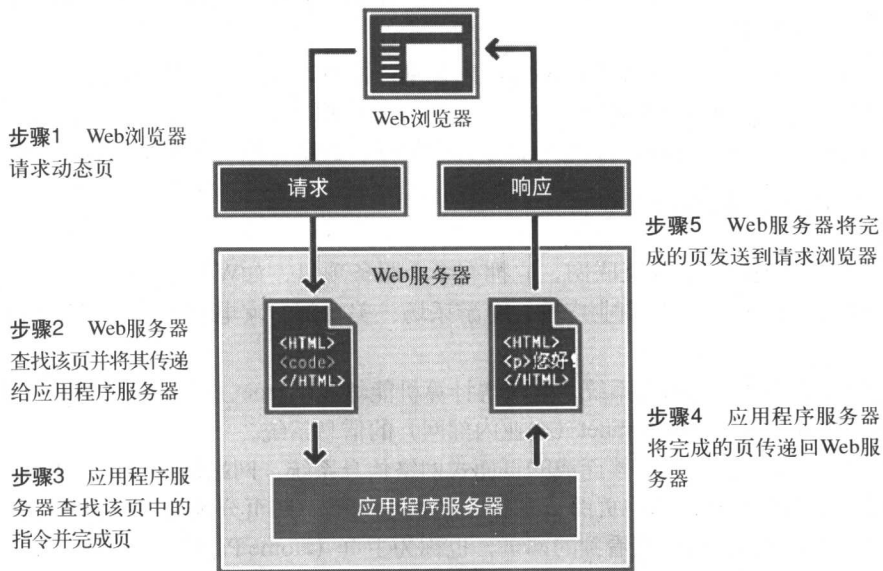 Web浏览器
步骤1 Web浏览器
请求动态页
请求
响应
步骤5 Web服务器将完
成的页发送到请求浏览器
Web服务器
步骤2 Web服务器
查找该页并将其传递
给应用程序服务器
<HTML>
<code>
</HTML>
<HTML>
<p>您好!
</HTML>
步骤4 应用程序服务器
将完成的页传递回Web服
务器
步骤3 应用程序服
务器查找该页中的
指令并完成页
应用程序服务器